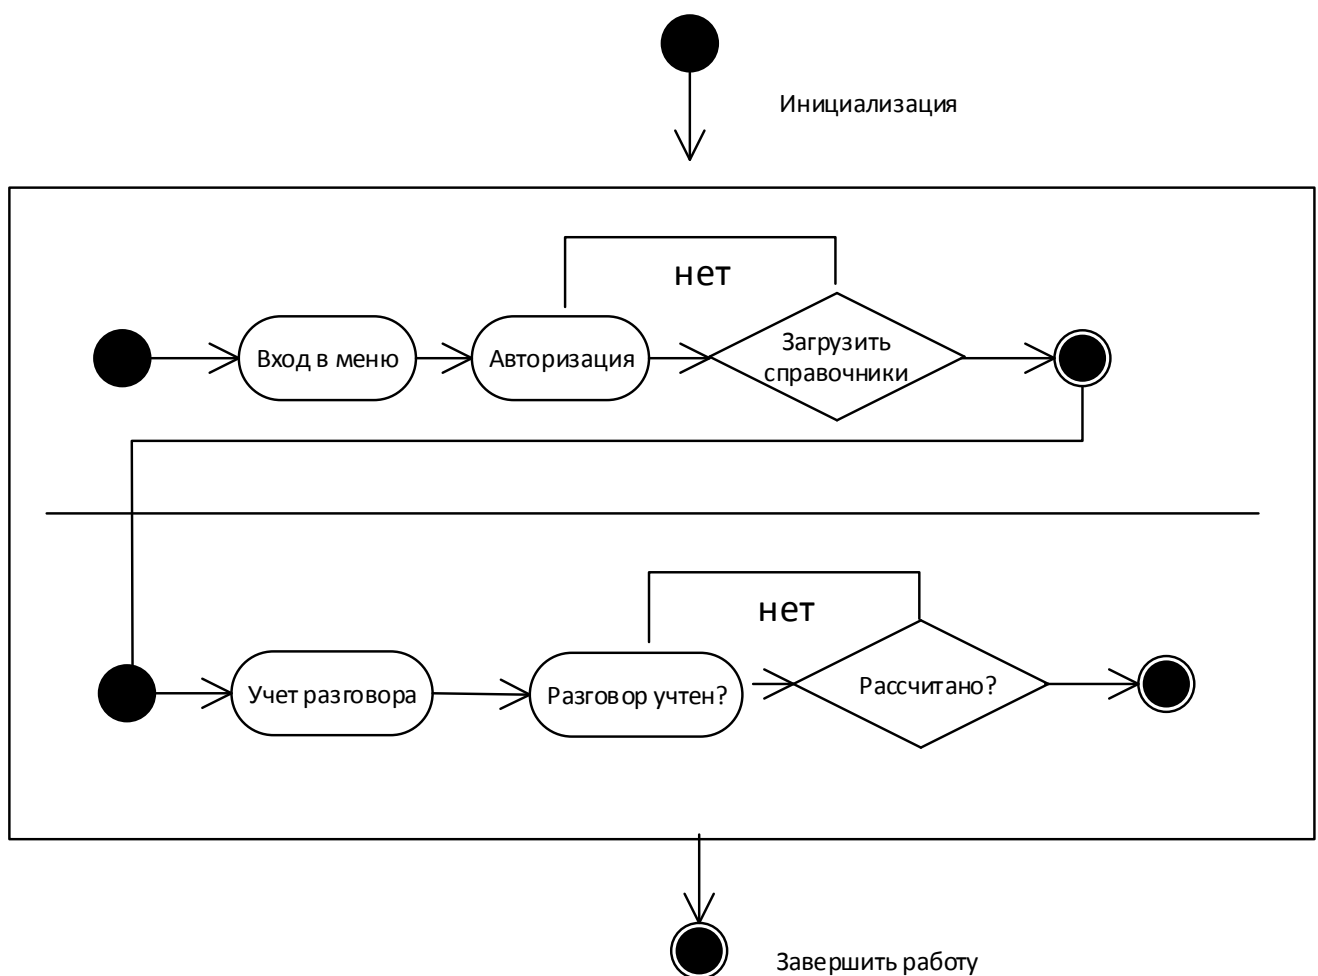 Инициализация
нет
Вход в меню
Авторизация
Загрузить
справочники
нет
Учет разговора
Разговор учтен?
Рассчитано?
Завершить работу